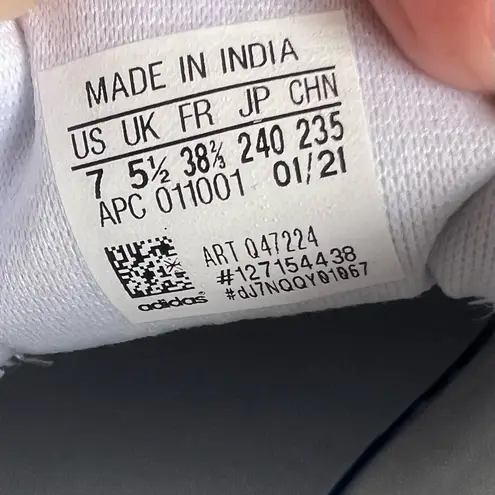 MADE IN INDIA
US UK FR JP CHN
7 5½ 38⅔ 240 235
APC 011001 01/21
ART Q47224
#127154438
#dJ7NQQY01067
adidas